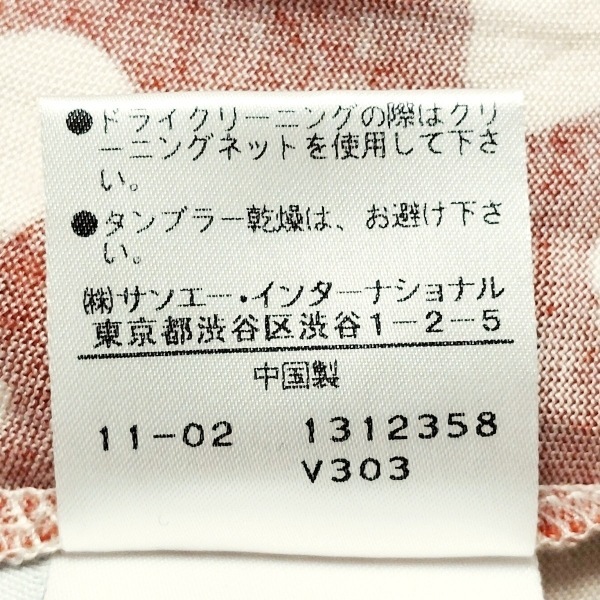 ●ドライクリーニングの際はクリ
ーニングネットを使用して下さ
い。
●タンブラー乾燥は、お避け下さ
い。
㈱サンエー・インターナショナル
東京都渋谷区渋谷1-2-5
中国製
11-02 1312358
V303